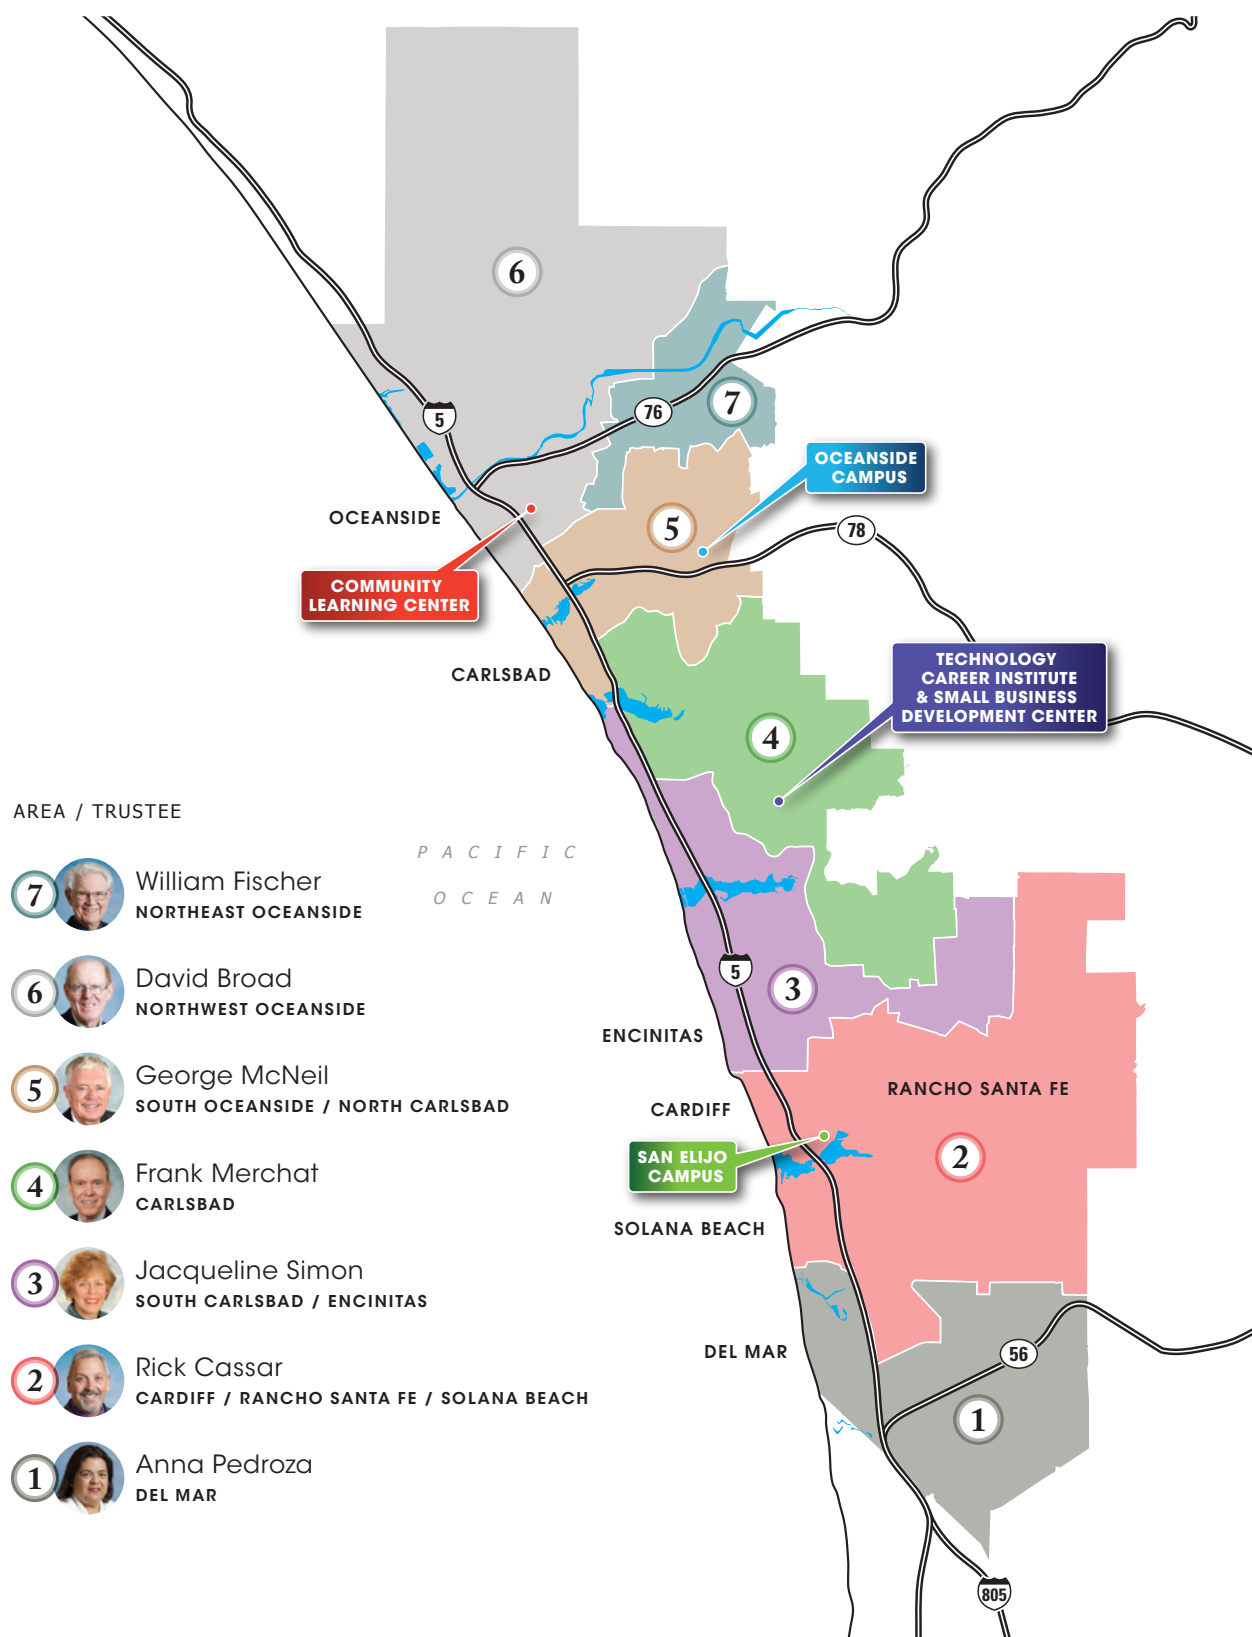 6
7
76
5
OCEANSIDE
CAMPUS
OCEANSIDE
5
78
COMMUNITY
LEARNING CENTER
TECHNOLOGY
CAREER INSTITUTE
& SMALL BUSINESS
DEVELOPMENT CENTER
CARLSBAD
4
AREA / TRUSTEE
PACIFIC
OCEAN
7
William Fischer
NORTHEAST OCEANSIDE
6
David Broad
NORTHWEST OCEANSIDE
5
George McNeil
SOUTH OCEANSIDE / NORTH CARLSBAD
4
Frank Merchat
CARLSBAD
3
Jacqueline Simon
SOUTH CARLSBAD / ENCINITAS
2
Rick Cassar
CARDIFF / RANCHO SANTA FE / SOLANA BEACH
1
Anna Pedroza
DEL MAR
5
3
ENCINITAS
RANCHO SANTA FE
CARDIFF
SAN ELIJO
CAMPUS
2
SOLANA BEACH
DEL MAR
56
1
805